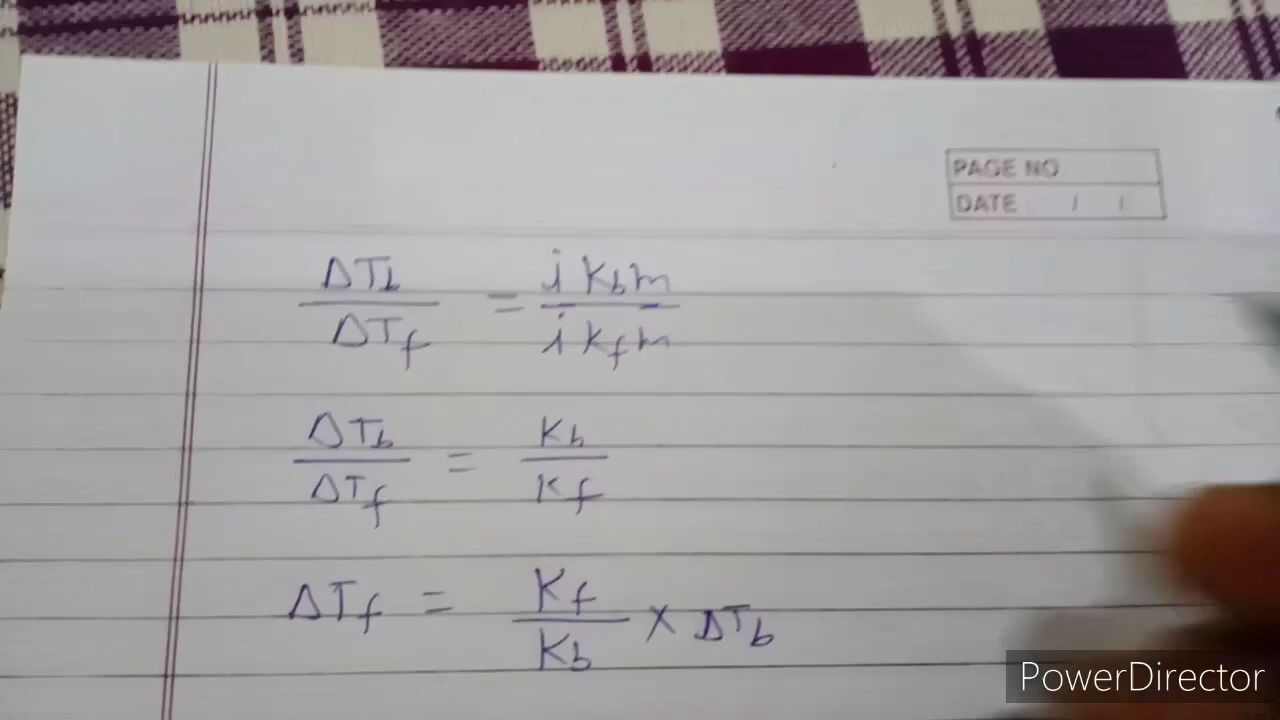 PAGE NO
DATE : / /
ΔTb / ΔTf = i Kb m / i Kf m
ΔTb / ΔTf = Kb / Kf
ΔTf = Kf / Kb × ΔTb
PowerDirector